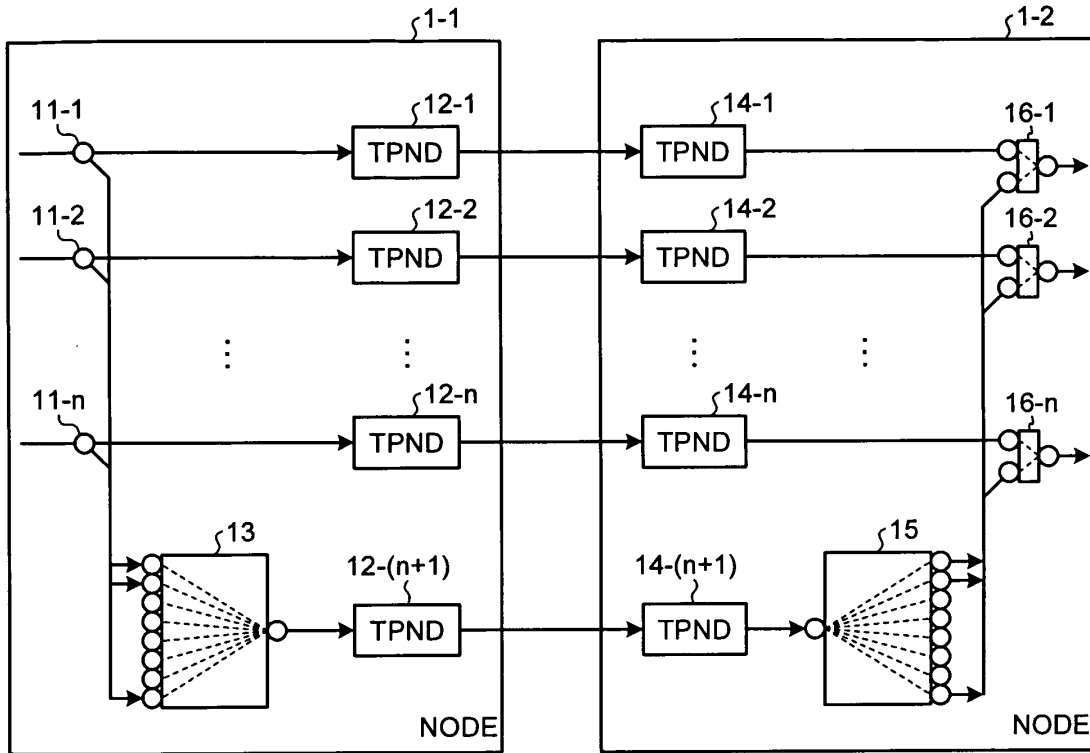 1-1
1-2
11-1
12-1
14-1
16-1
TPND
TPND
11-2
12-2
14-2
16-2
TPND
TPND
11-n
12-n
14-n
16-n
TPND
TPND
13
12-(n+1)
14-(n+1)
15
TPND
TPND
NODE
NODE